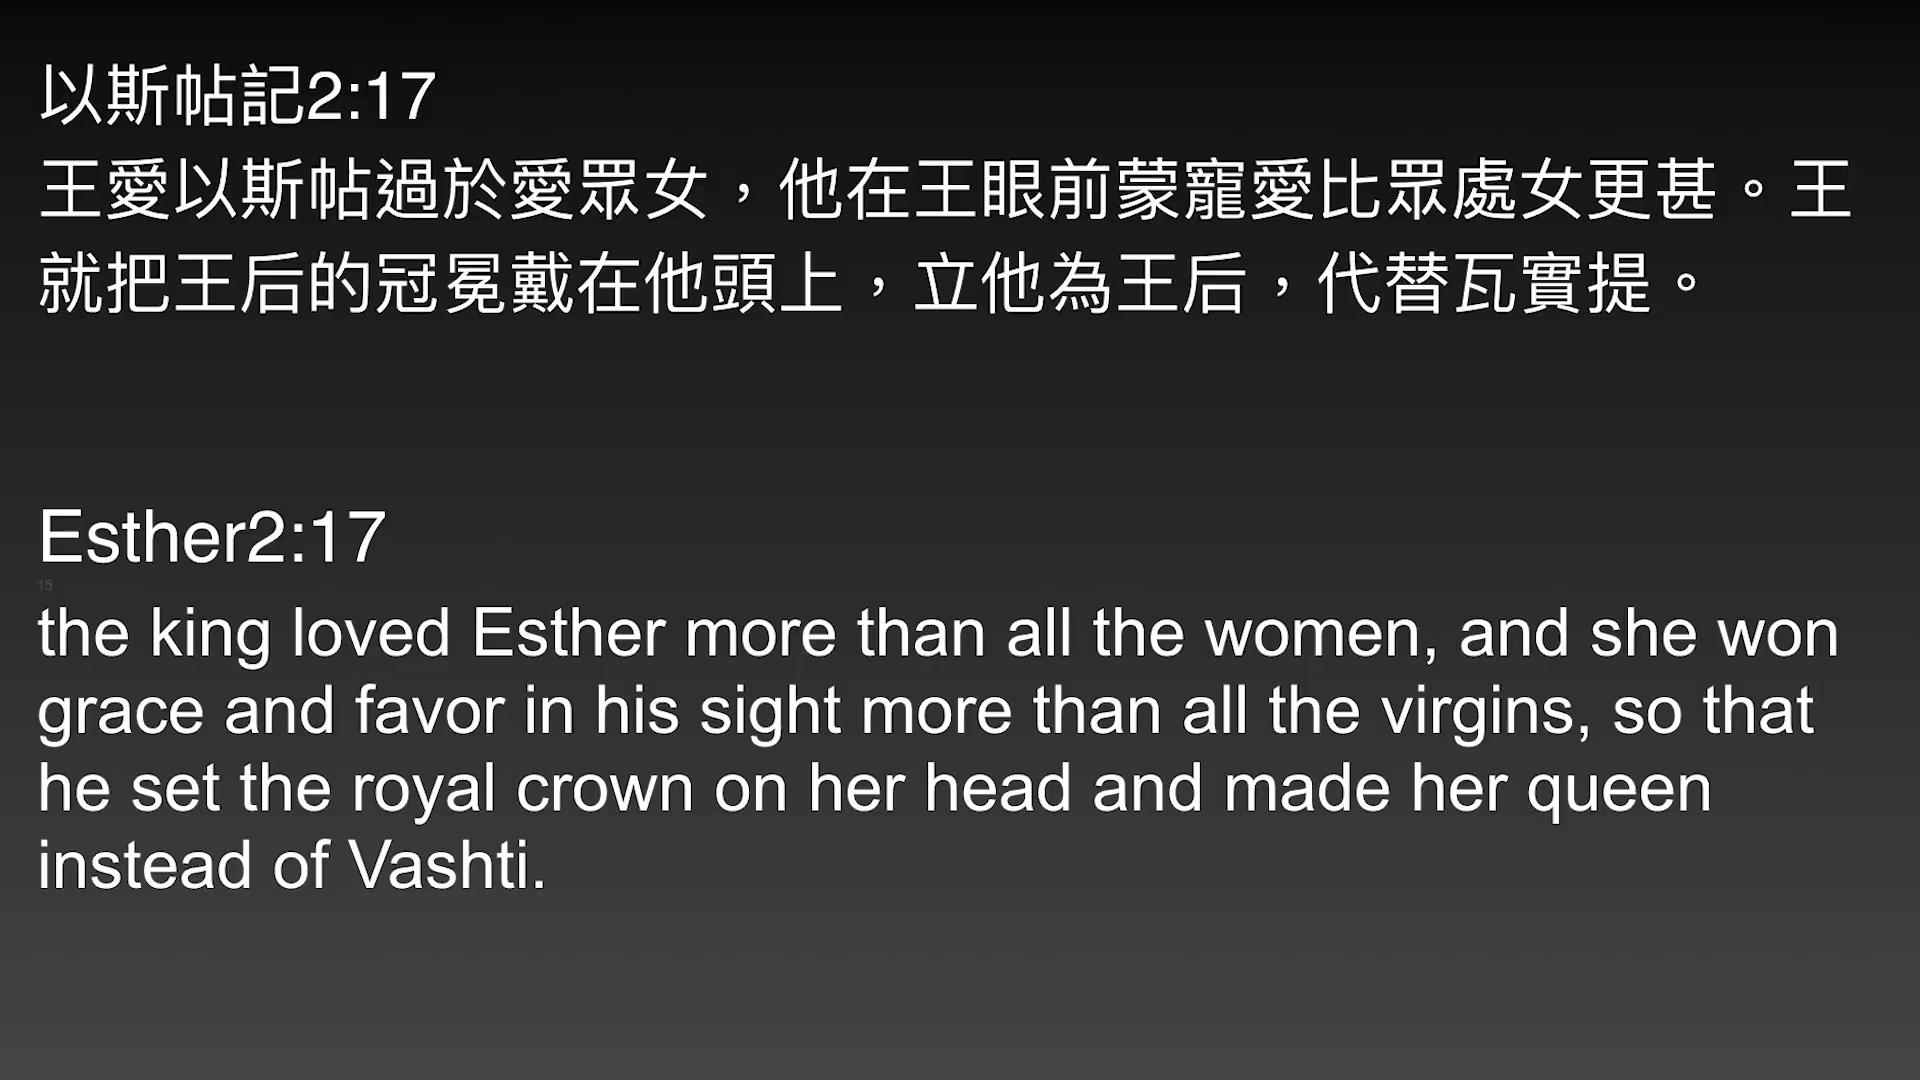 以斯帖記2:17
王愛以斯帖過於愛眾女，他在王眼前蒙寵愛比眾處女更甚。王
就把王后的冠冕戴在他頭上，立他為王后，代替瓦實提。
Esther2:17
15
the king loved Esther more than all the women, and she won
grace and favor in his sight more than all the virgins, so that
he set the royal crown on her head and made her queen
instead of Vashti.